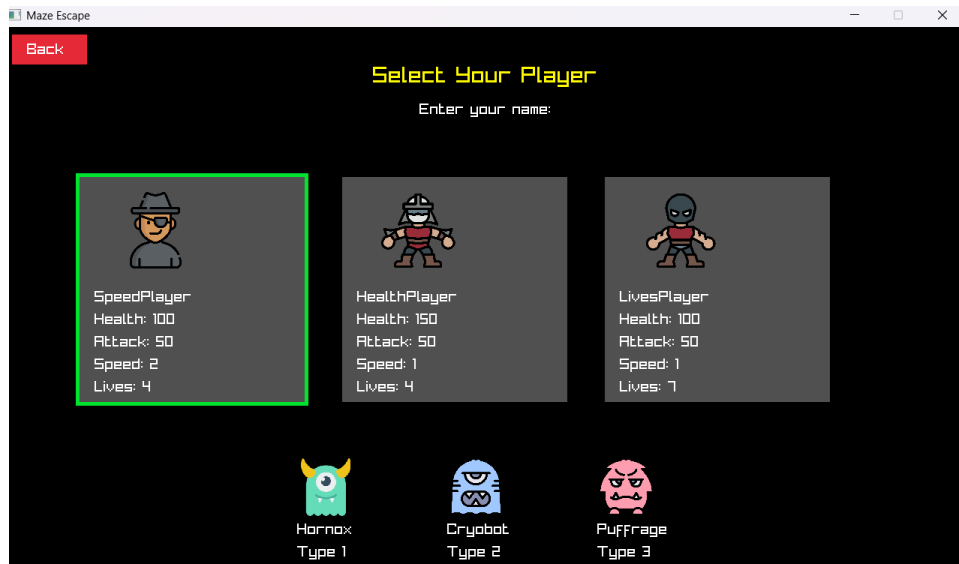 Maze Escape
Back
Select Your Player
Enter your name:
SpeedPlayer
Health: 100
Attack: 50
Speed: 2
Lives: 4
HealthPlayer
Health: 150
Attack: 50
Speed: 1
Lives: 4
LivesPlayer
Health: 100
Attack: 50
Speed: 1
Lives: 7
Hornox
Type 1
Cryobot
Type 2
Puffrage
Type 3